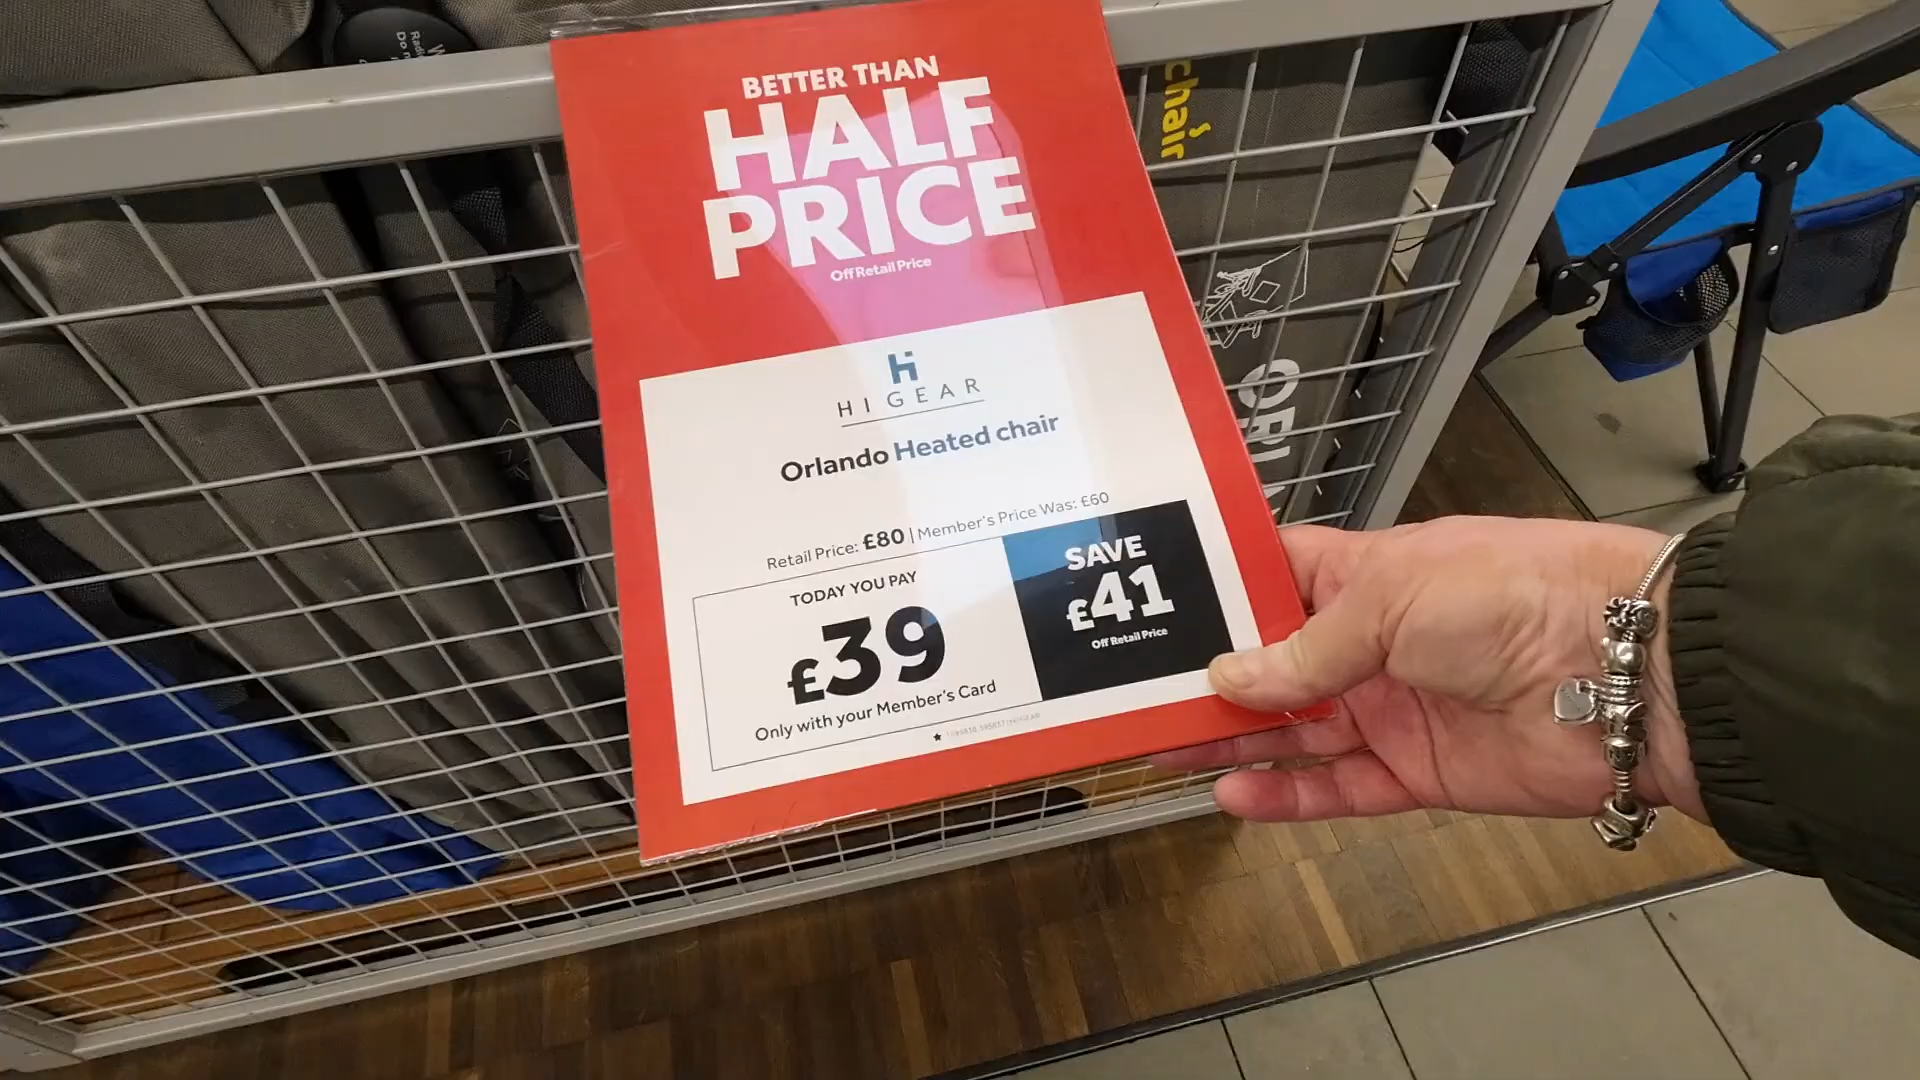 BETTER THAN
HALF
PRICE
Off Retail Price
HI GEAR
Orlando Heated chair
Retail Price: £80 | Member's Price Was: £60
TODAY YOU PAY
£39
Only with your Member's Card
SAVE
£41
Off Retail Price
chair